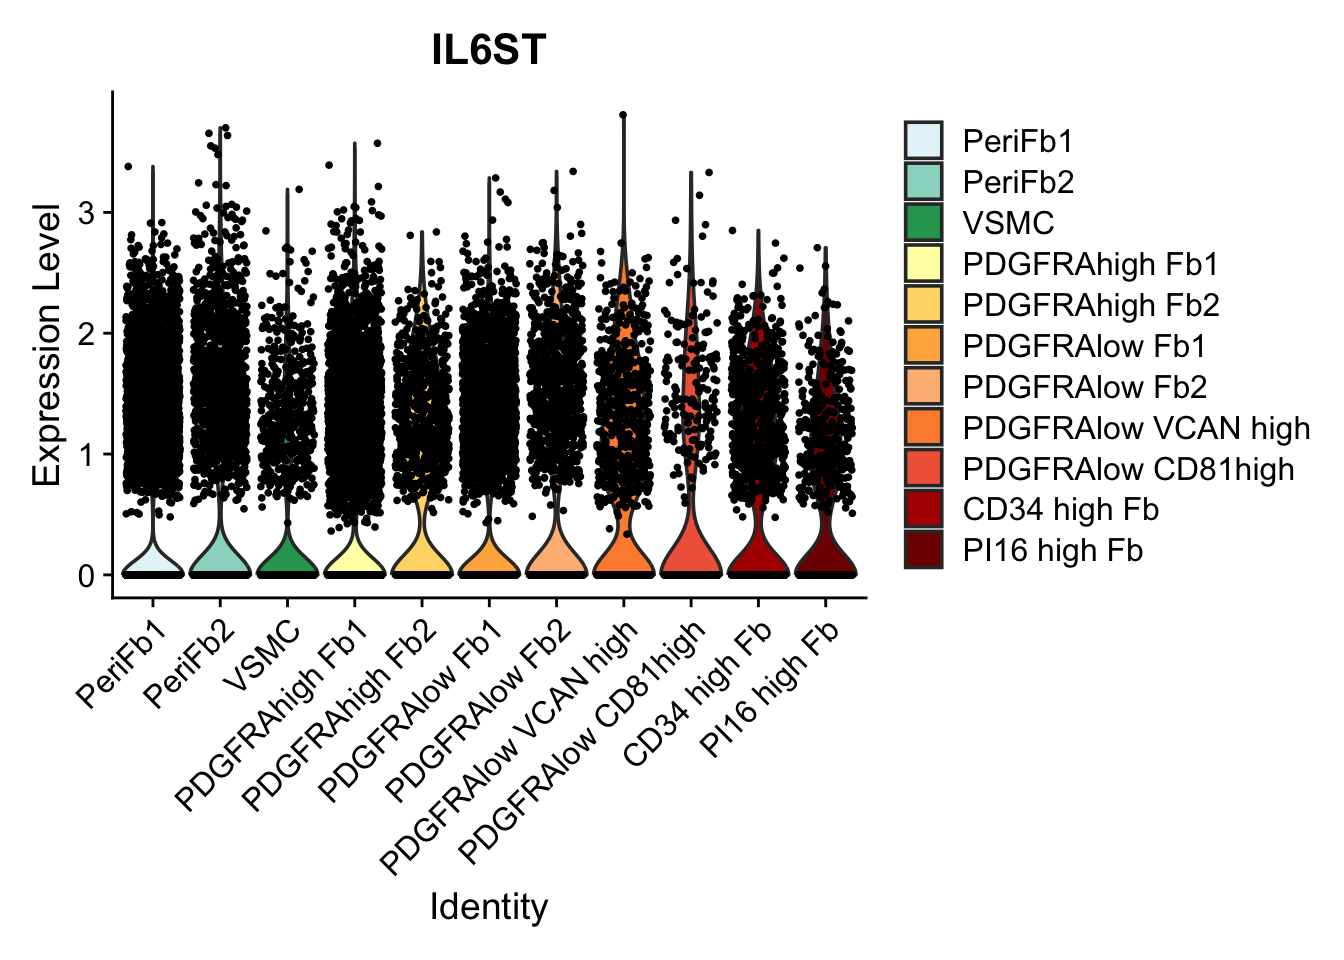 IL6ST
Expression Level
3
2
1
0
PeriFb1
PeriFb2
VSMC
PDGFRAhigh Fb1
PDGFRAhigh Fb2
PDGFRAlow Fb1
PDGFRAlow Fb2
PDGFRAlow VCAN high
PDGFRAlow CD81high
CD34 high Fb
PI16 high Fb
Identity
PeriFb1
PeriFb2
VSMC
PDGFRAhigh Fb1
PDGFRAhigh Fb2
PDGFRAlow Fb1
PDGFRAlow Fb2
PDGFRAlow VCAN high
PDGFRAlow CD81high
CD34 high Fb
PI16 high Fb